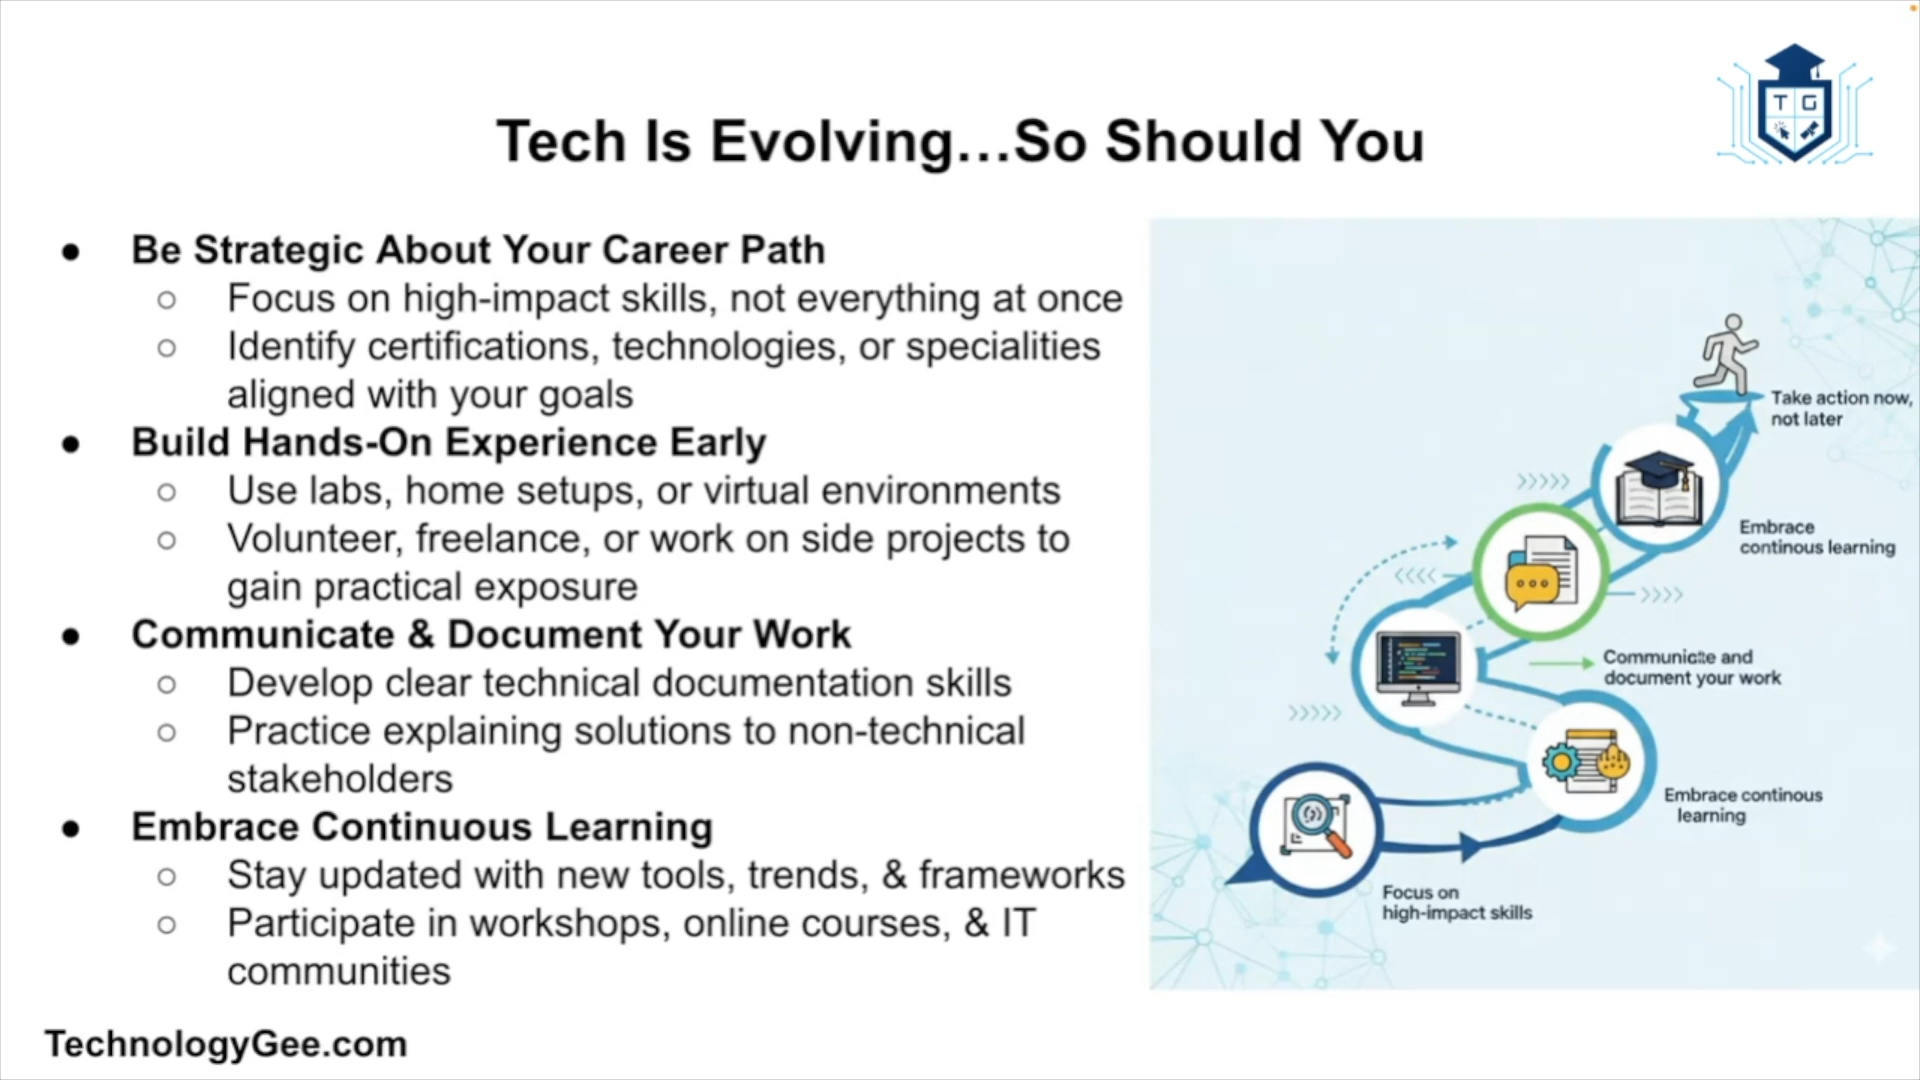 T G
Tech Is Evolving...So Should You
● Be Strategic About Your Career Path
○ Focus on high-impact skills, not everything at once
○ Identify certifications, technologies, or specialities
aligned with your goals
● Build Hands-On Experience Early
○ Use labs, home setups, or virtual environments
○ Volunteer, freelance, or work on side projects to
gain practical exposure
● Communicate & Document Your Work
○ Develop clear technical documentation skills
○ Practice explaining solutions to non-technical
stakeholders
● Embrace Continuous Learning
○ Stay updated with new tools, trends, & frameworks
○ Participate in workshops, online courses, & IT
communities
Take action now,
not later
Embrace
continous learning
Communicate and
document your work
Embrace continous
learning
Focus on
high-impact skills
TechnologyGee.com